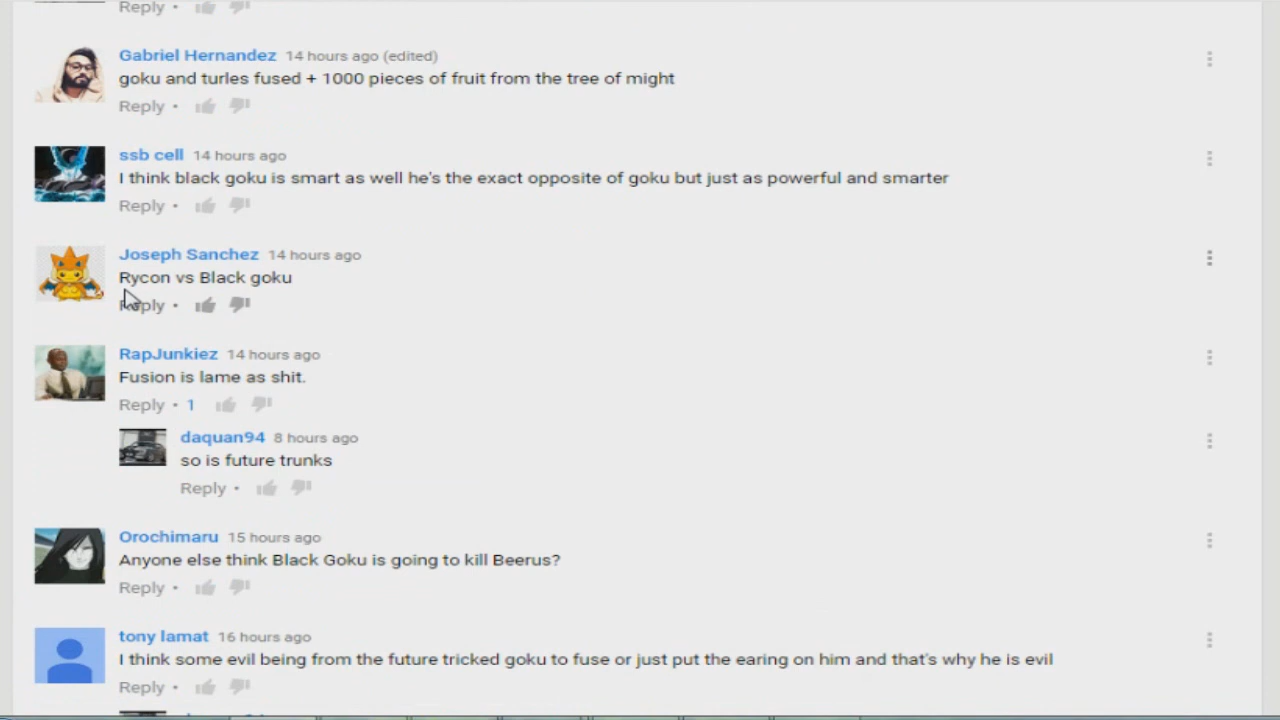 Reply
Gabriel Hernandez 14 hours ago (edited)
goku and turles fused + 1000 pieces of fruit from the tree of might
Reply •
ssb cell 14 hours ago
I think black goku is smart as well he's the exact opposite of goku but just as powerful and smarter
Reply •
Joseph Sanchez 14 hours ago
Rycon vs Black goku
Reply •
RapJunkiez 14 hours ago
Fusion is lame as shit.
Reply • 1
daquan94 8 hours ago
so is future trunks
Reply •
Orochimaru 15 hours ago
Anyone else think Black Goku is going to kill Beerus?
Reply •
tony lamat 16 hours ago
I think some evil being from the future tricked goku to fuse or just put the earing on him and that's why he is evil
Reply •